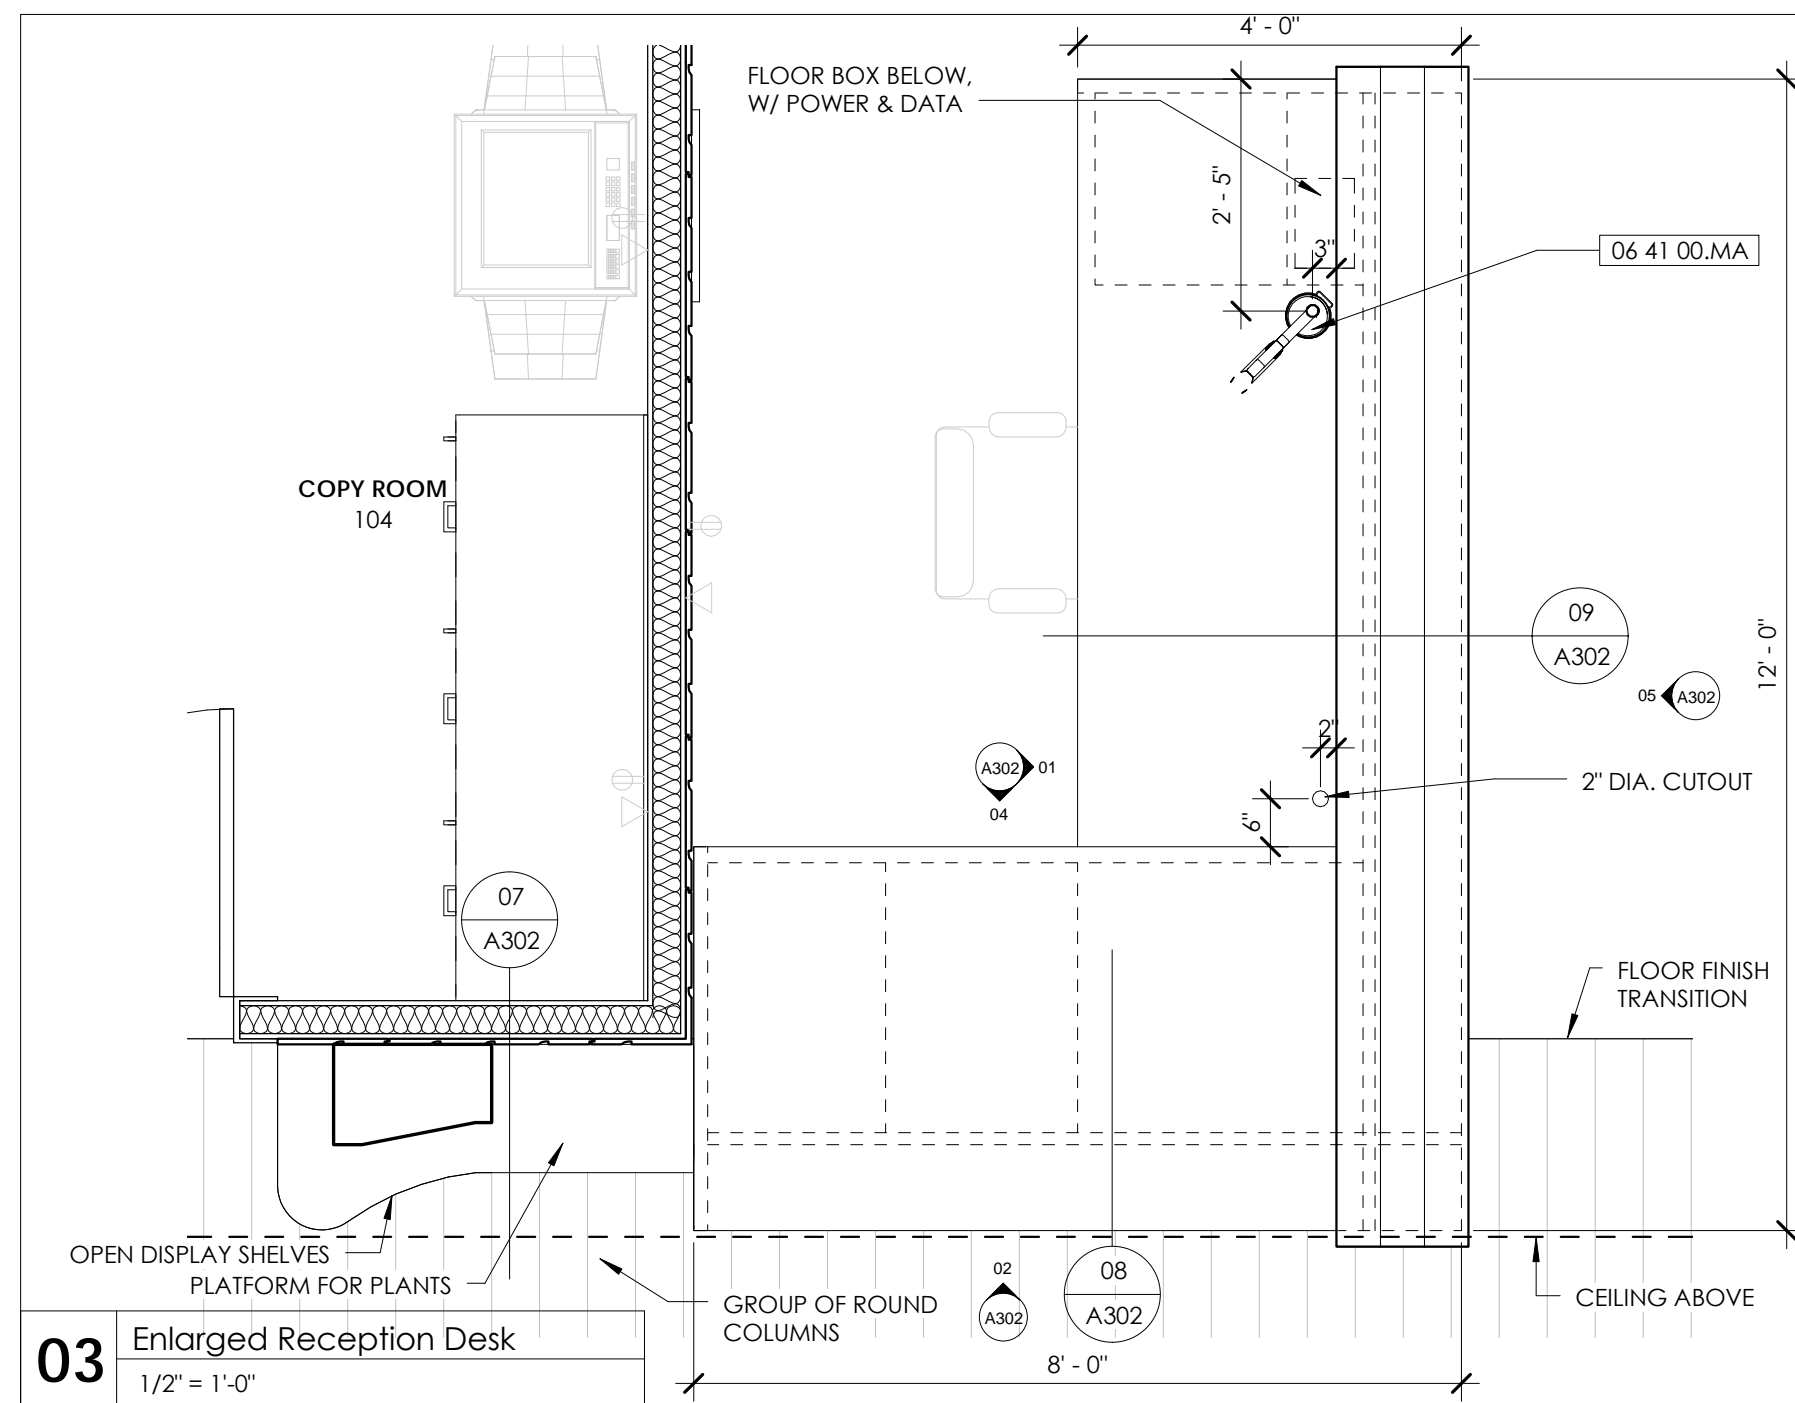 4' - 0"
FLOOR BOX BELOW,
W/ POWER & DATA
2' - 5"
3"
06 41 00.MA
COPY ROOM
104
09
A302
12' - 0"
05 A302
2"
A302 01
04
2" DIA. CUTOUT
6"
07
A302
FLOOR FINISH
TRANSITION
OPEN DISPLAY SHELVES
PLATFORM FOR PLANTS
GROUP OF ROUND
COLUMNS
02
A302
08
A302
CEILING ABOVE
8' - 0"
03
Enlarged Reception Desk
1/2" = 1'-0"